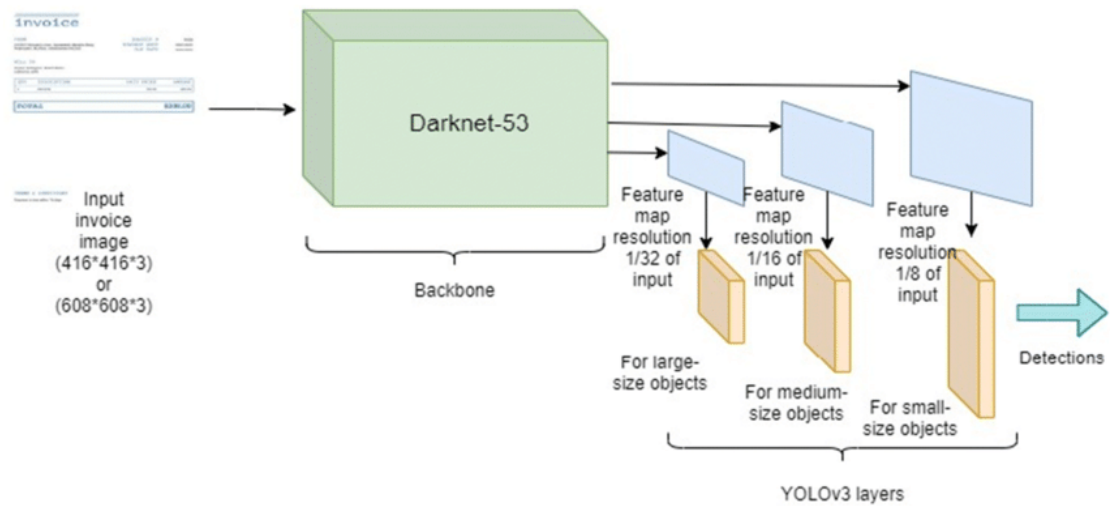 invoice
TOTAL
Input
invoice
image
(416*416*3)
or
(608*608*3)
Darknet-53
Backbone
Feature
map
resolution
1/32 of
input
Feature
map
resolution
1/16 of
input
Feature
map
resolution
1/8 of
input
For large-
size objects
For medium-
size objects
For small-
size objects
Detections
YOLOv3 layers